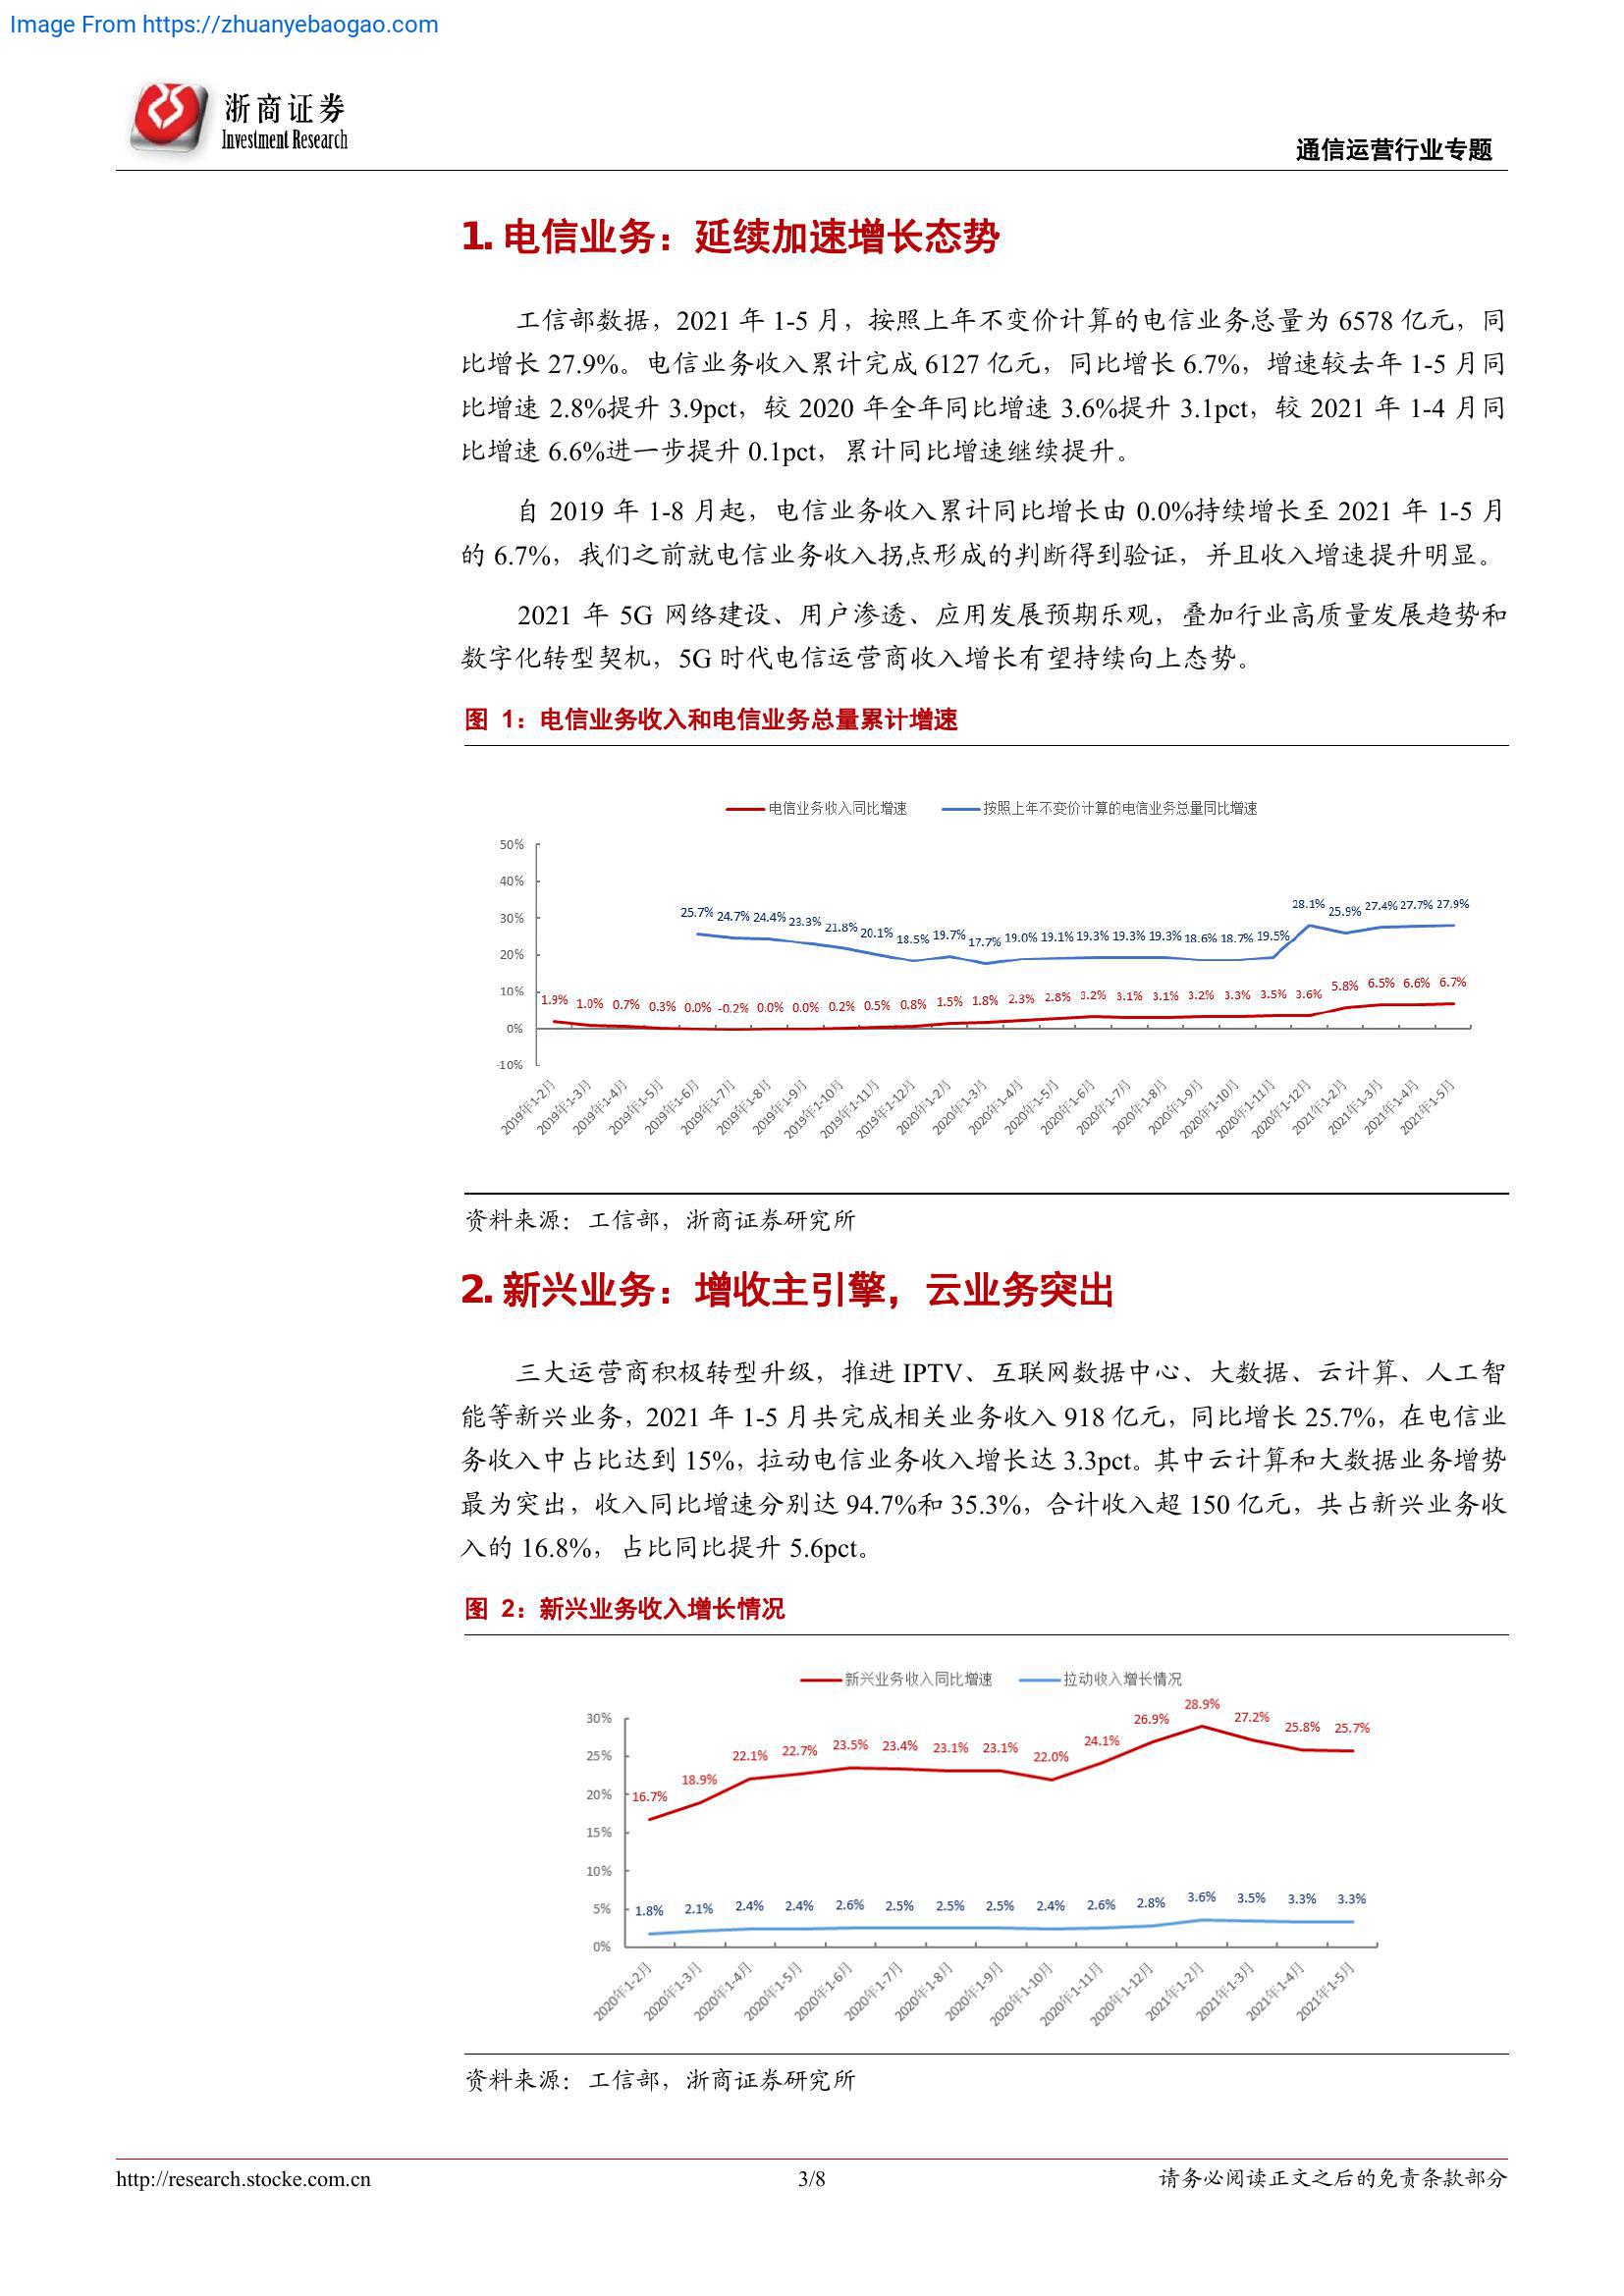 Image From https://zhuanyebaogao.com
浙商证券
Investment Research
通信运营行业专题
1. 电信业务：延续加速增长态势
工信部数据，2021 年 1-5 月，按照上年不变价计算的电信业务总量为 6578 亿元，同
比增长 27.9%。电信业务收入累计完成 6127 亿元，同比增长 6.7%，增速较去年 1-5 月同
比增速 2.8%提升 3.9pct，较 2020 年全年同比增速 3.6%提升 3.1pct，较 2021 年 1-4 月同
比增速 6.6%进一步提升 0.1pct，累计同比增速继续提升。
自 2019 年 1-8 月起，电信业务收入累计同比增长由 0.0%持续增长至 2021 年 1-5 月
的 6.7%，我们之前就电信业务收入拐点形成的判断得到验证，并且收入增速提升明显。
2021 年 5G 网络建设、用户渗透、应用发展预期乐观，叠加行业高质量发展趋势和
数字化转型契机，5G 时代电信运营商收入增长有望持续向上态势。
图 1：电信业务收入和电信业务总量累计增速
电信业务收入同比增速 按照上年不变价计算的电信业务总量同比增速
50%
40%
30%
20%
10%
0%
-10%
25.7% 24.7% 24.4% 23.3% 21.8% 20.1% 18.5% 19.7% 17.7% 19.0% 19.1% 19.3% 19.3% 19.3% 18.6% 18.7% 19.5% 28.1% 25.9% 27.4% 27.7% 27.9%
1.9% 1.0% 0.7% 0.3% 0.0% -0.2% 0.0% 0.0% 0.2% 0.5% 0.8% 1.5% 1.8% 2.3% 2.8% 3.2% 3.1% 3.1% 3.2% 3.3% 3.5% 3.6% 5.8% 6.5% 6.6% 6.7%
2019年1-2月 2019年1-3月 2019年1-4月 2019年1-5月 2019年1-6月 2019年1-7月 2019年1-8月 2019年1-9月 2019年1-10月 2019年1-11月 2019年1-12月 2020年1-2月 2020年1-3月 2020年1-4月 2020年1-5月 2020年1-6月 2020年1-7月 2020年1-8月 2020年1-9月 2020年1-10月 2020年1-11月 2020年1-12月 2021年1-2月 2021年1-3月 2021年1-4月 2021年1-5月
资料来源：工信部，浙商证券研究所
2. 新兴业务：增收主引擎，云业务突出
三大运营商积极转型升级，推进 IPTV、互联网数据中心、大数据、云计算、人工智
能等新兴业务，2021 年 1-5 月共完成相关业务收入 918 亿元，同比增长 25.7%，在电信业
务收入中占比达到 15%，拉动电信业务收入增长达 3.3pct。其中云计算和大数据业务增势
最为突出，收入同比增速分别达 94.7%和 35.3%，合计收入超 150 亿元，共占新兴业务收
入的 16.8%，占比同比提升 5.6pct。
图 2：新兴业务收入增长情况
新兴业务收入同比增速 拉动收入增长情况
30%
25%
20%
15%
10%
5%
0%
16.7% 18.9% 22.1% 22.7% 23.5% 23.4% 23.1% 23.1% 22.0% 24.1% 26.9% 28.9% 27.2% 25.8% 25.7%
1.8% 2.1% 2.4% 2.4% 2.6% 2.5% 2.5% 2.5% 2.4% 2.6% 2.8% 3.6% 3.5% 3.3% 3.3%
2020年1-2月 2020年1-3月 2020年1-4月 2020年1-5月 2020年1-6月 2020年1-7月 2020年1-8月 2020年1-9月 2020年1-10月 2020年1-11月 2020年1-12月 2021年1-2月 2021年1-3月 2021年1-4月 2021年1-5月
资料来源：工信部，浙商证券研究所
http://research.stocke.com.cn 3/8 请务必阅读正文之后的免责条款部分